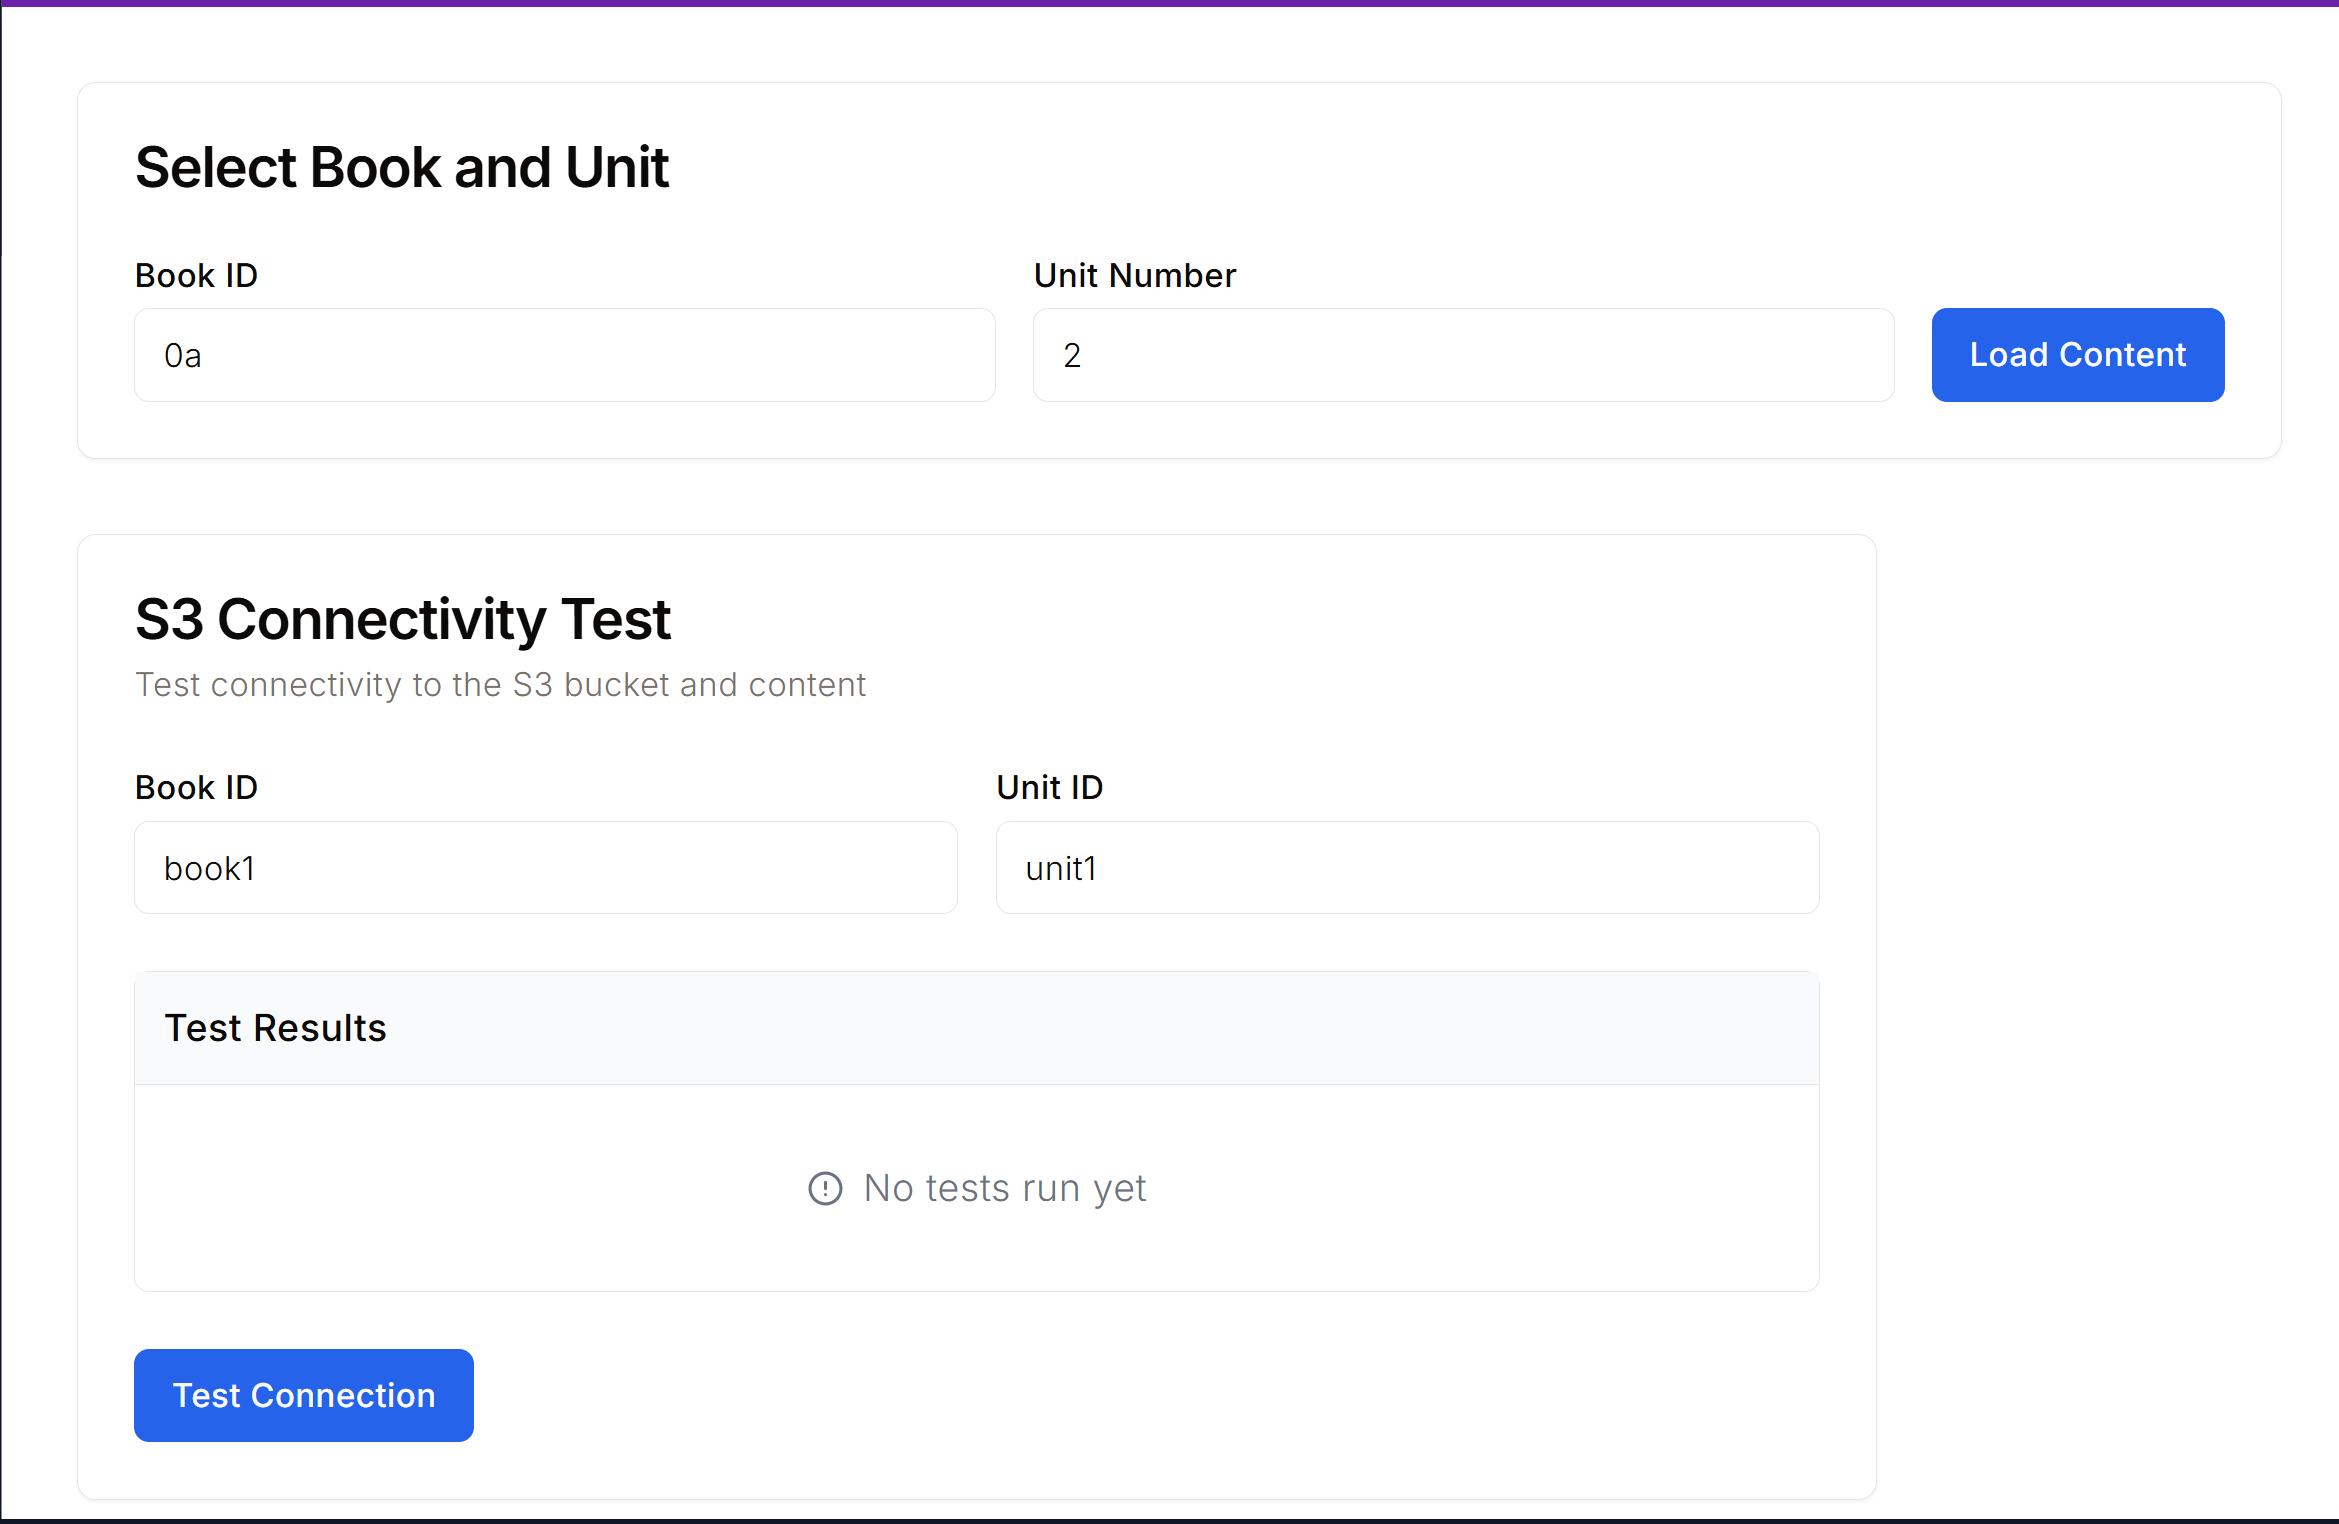 Select Book and Unit
Book ID
Unit Number
0a
2
Load Content
S3 Connectivity Test
Test connectivity to the S3 bucket and content
Book ID
Unit ID
book1
unit1
Test Results
No tests run yet
Test Connection